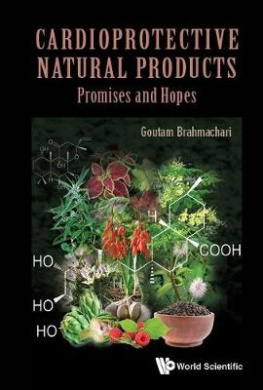 CARDIOPROTECTIVE
NATURAL PRODUCTS
Promises and Hopes
Goutam Brahmachari
H
COOH
HO
HO
HO
World Scientific